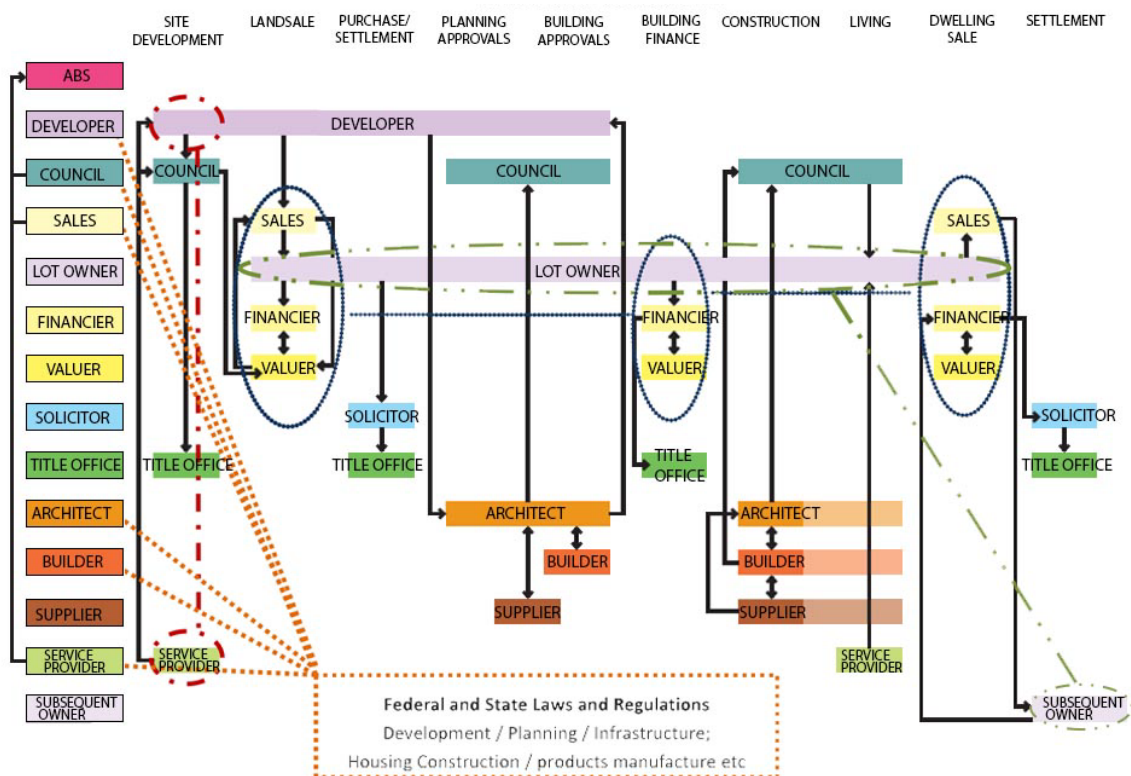 SITE
DEVELOPMENT
LANDSALE
PURCHASE/
SETTLEMENT
PLANNING
APPROVALS
BUILDING
APPROVALS
BUILDING
FINANCE
CONSTRUCTION
LIVING
DWELLING
SALE
SETTLEMENT
ABS
DEVELOPER
DEVELOPER
COUNCIL
COUNCIL
COUNCIL
COUNCIL
SALES
SALES
SALES
LOT OWNER
LOT OWNER
FINANCIER
FINANCIER
FINANCIER
FINANCIER
VALUER
VALUER
VALUER
VALUER
SOLICITOR
SOLICITOR
SOLICITOR
TITLE OFFICE
TITLE OFFICE
TITLE OFFICE
TITLE
OFFICE
TITLE OFFICE
ARCHITECT
ARCHITECT
ARCHITECT
BUILDER
BUILDER
BUILDER
SUPPLIER
SUPPLIER
SUPPLIER
SERVICE
PROVIDER
SERVICE
PROVIDER
SERVICE
PROVIDER
SUBSEQUENT
OWNER
SUBSEQUENT
OWNER
Federal and State Laws and Regulations
Development / Planning / Infrastructure;
Housing Construction / products manufacture etc